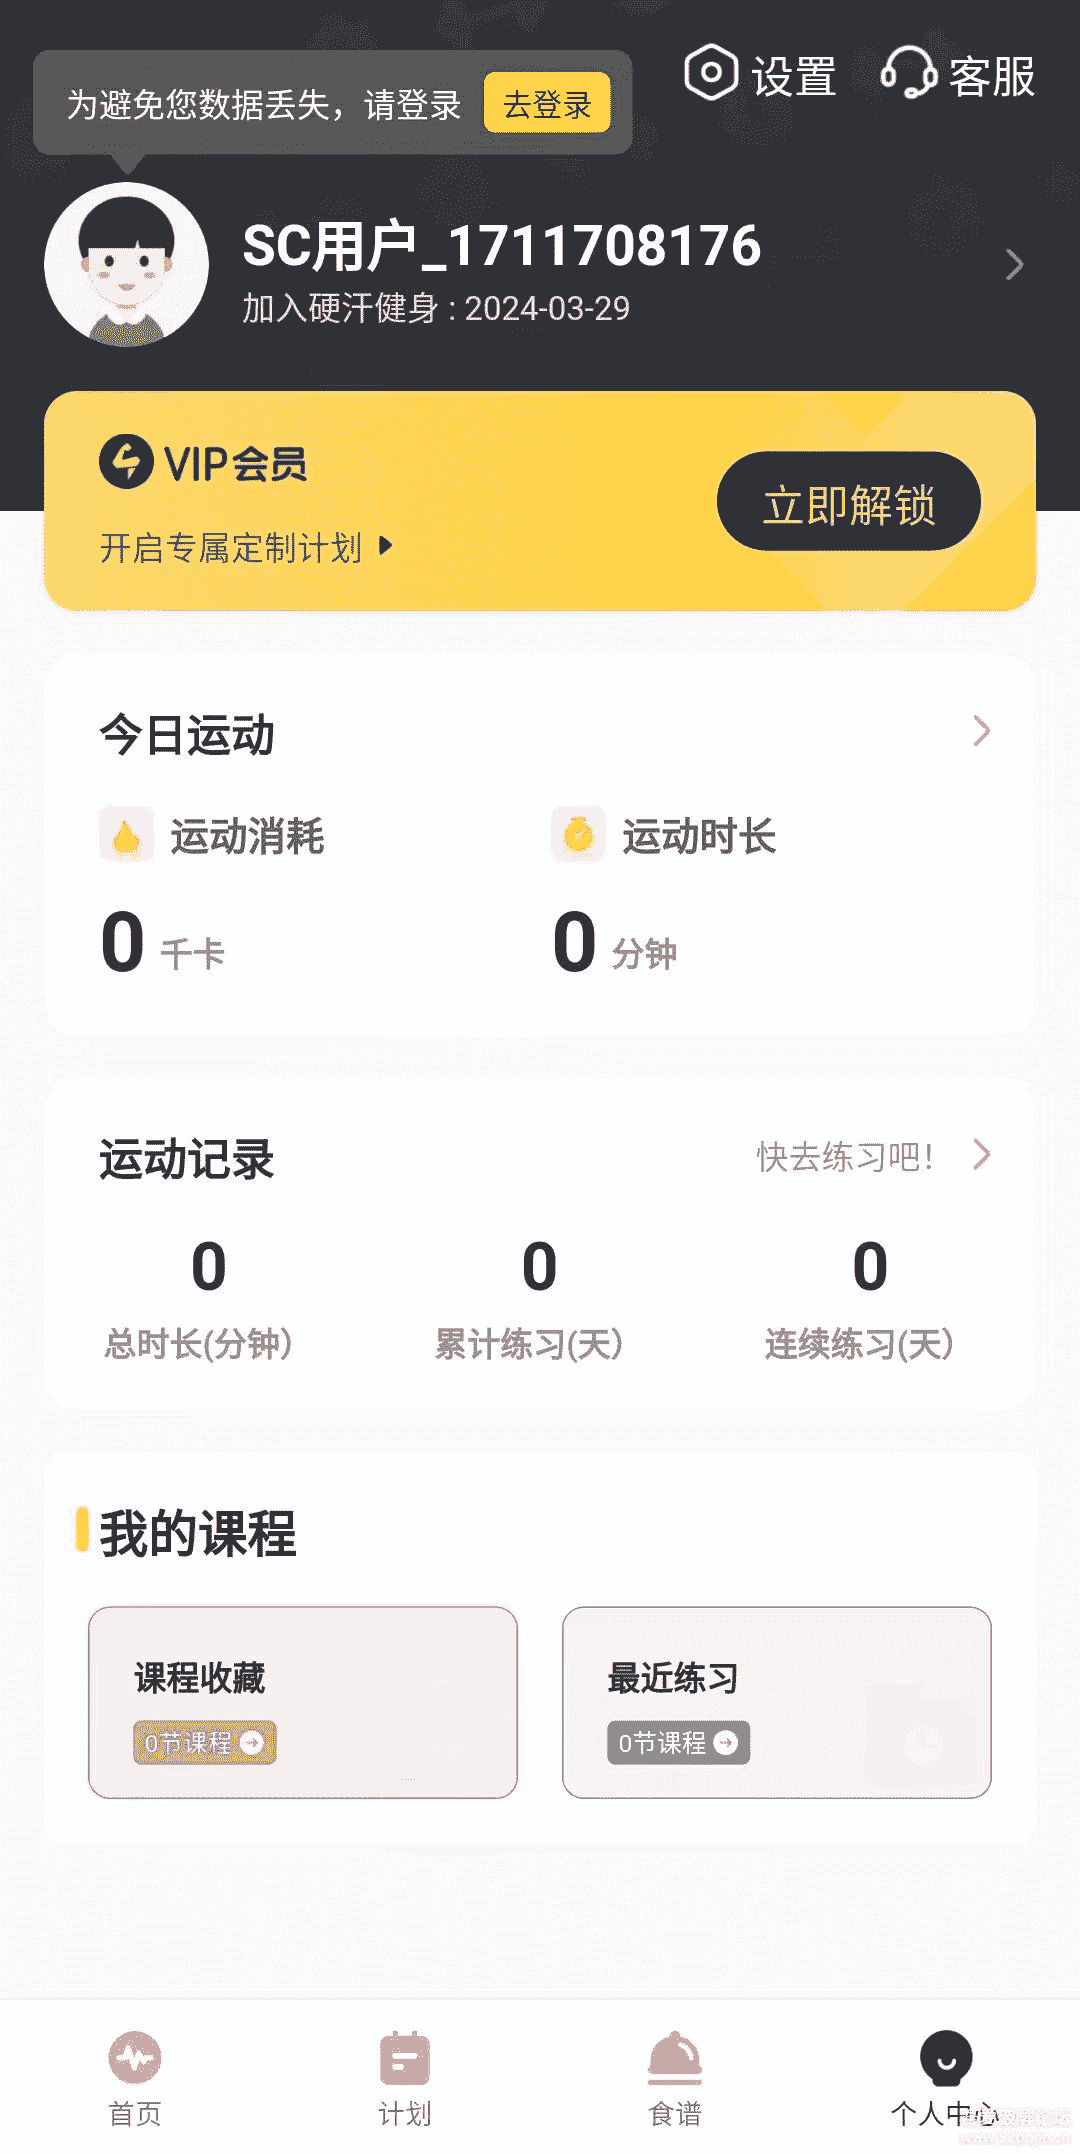 为避免您数据丢失，请登录 去登录
设置 客服
SC用户_1711708176
加入硬汗健身 : 2024-03-29
VIP会员
立即解锁
开启专属定制计划
今日运动
运动消耗 运动时长
0 千卡 0 分钟
运动记录 快去练习吧！
0 0 0
总时长(分钟) 累计练习(天) 连续练习(天)
我的课程
课程收藏 最近练习
0节课程 0节课程
首页 计划 食谱 个人中心